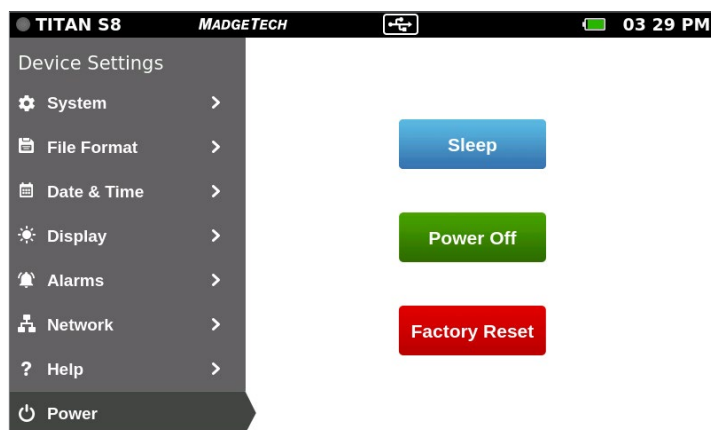 TITAN S8 MADGETECH 03 29 PM
Device Settings
System
File Format
Date & Time
Display
Alarms
Network
? Help
Power
Sleep
Power Off
Factory Reset